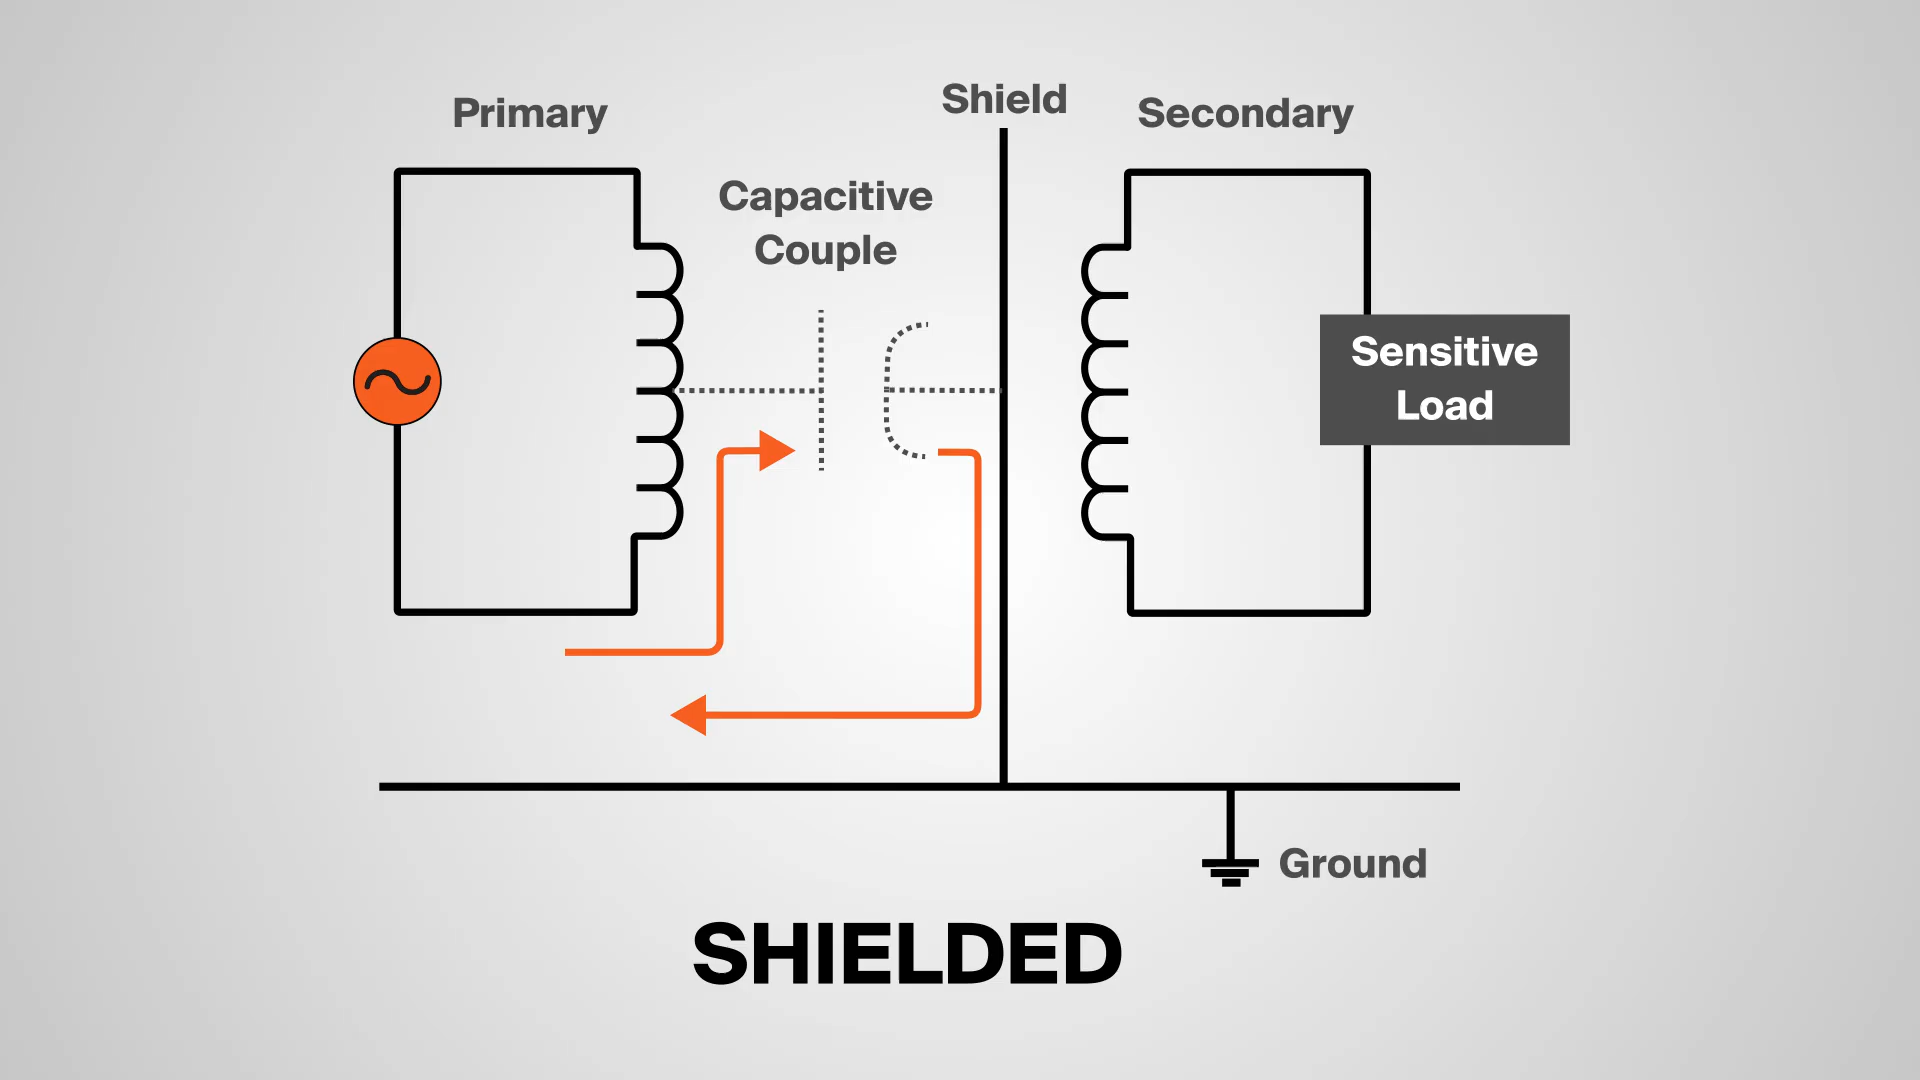 Primary
Shield
Secondary
Capacitive
Couple
Sensitive
Load
Ground
SHIELDED